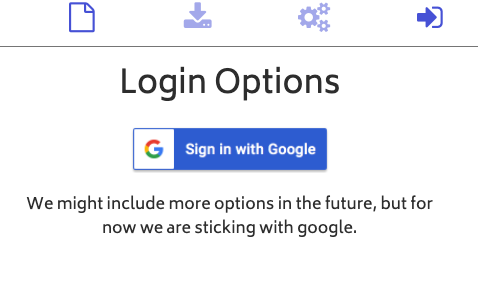 Login Options
Sign in with Google
We might include more options in the future, but for
now we are sticking with google.